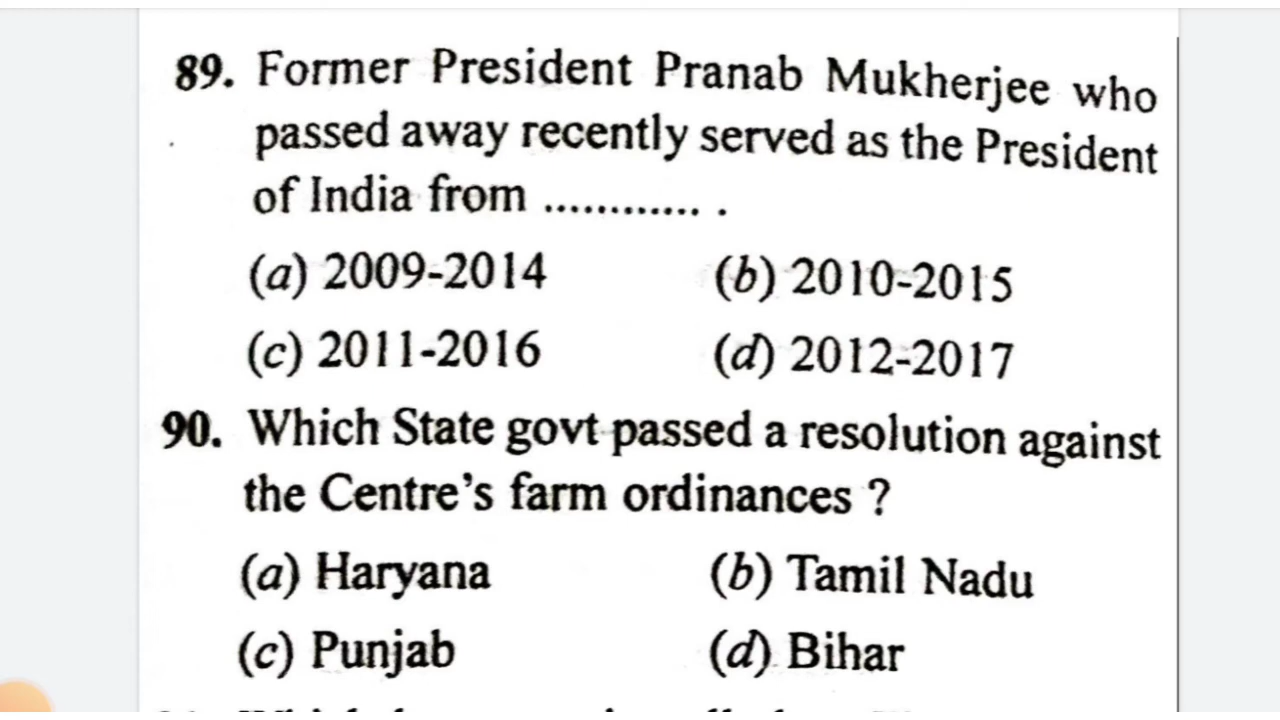 89. Former President Pranab Mukherjee who
passed away recently served as the President
of India from ............. .
(a) 2009-2014 (b) 2010-2015
(c) 2011-2016 (d) 2012-2017
90. Which State govt passed a resolution against
the Centre's farm ordinances ?
(a) Haryana (b) Tamil Nadu
(c) Punjab (d) Bihar